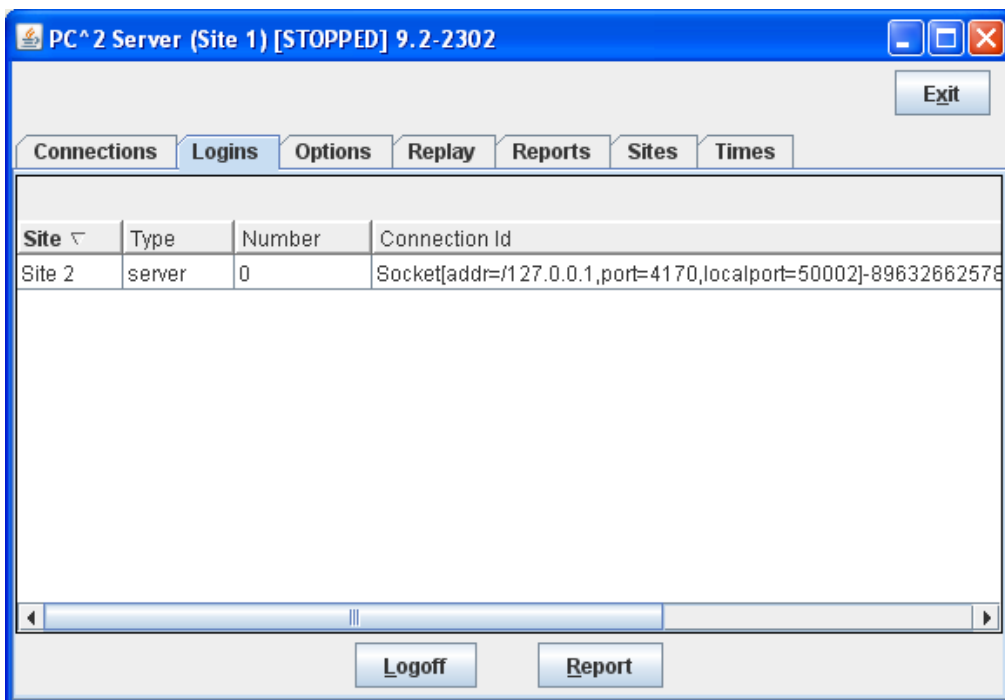 PC^2 Server (Site 1) [STOPPED] 9.2-2302
Exit
Connections Logins Options Replay Reports Sites Times
Site Type Number Connection Id
Site 2 server 0 Socket[addr=/127.0.0.1,port=4170,localport=50002]-89632662578
Logoff Report